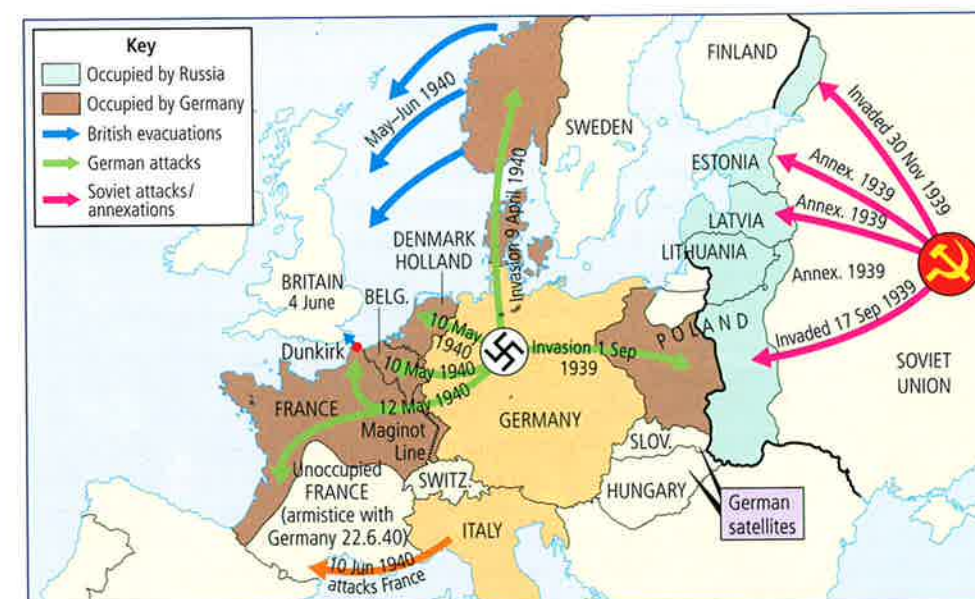 Key
Occupied by Russia
Occupied by Germany
British evacuations
German attacks
Soviet attacks/
annexations
May–Jun 1940
FINLAND
SWEDEN
Invaded 30 Nov 1939
ESTONIA
Annex. 1939
LATVIA
Annex. 1939
LITHUANIA
Annex. 1939
Invasion 9 April 1940
DENMARK
HOLLAND
BRITAIN
4 June
BELG.
Dunkirk
10 May
1940
10 May 1940
12 May 1940
Invasion 1 Sep
1939
POLAND
Invaded 17 Sep 1939
SOVIET
UNION
FRANCE
Maginot
Line
GERMANY
SLOV.
Unoccupied
FRANCE
(armistice with
Germany 22.6.40)
SWITZ.
HUNGARY
German
satellites
ITALY
10 Jun 1940
attacks France